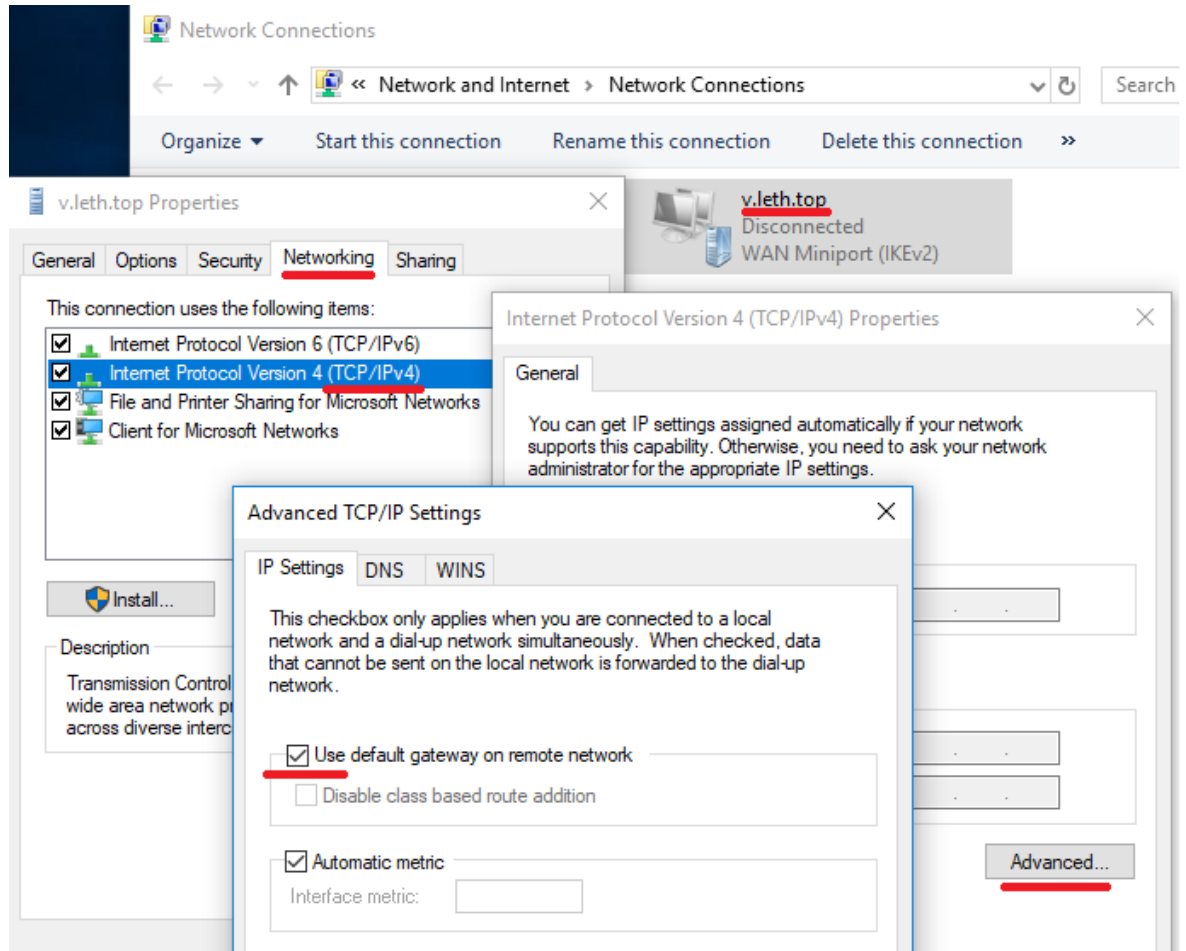 Network Connections
« Network and Internet › Network Connections
Search
Organize Start this connection Rename this connection Delete this connection »
v.leth.top
Disconnected
WAN Miniport (IKEv2)
v.leth.top Properties
General Options Security Networking Sharing
This connection uses the following items:
Internet Protocol Version 6 (TCP/IPv6)
Internet Protocol Version 4 (TCP/IPv4)
File and Printer Sharing for Microsoft Networks
Client for Microsoft Networks
Install...
Description
Transmission Control
wide area network pr
across diverse interc
Internet Protocol Version 4 (TCP/IPv4) Properties
General
You can get IP settings assigned automatically if your network
supports this capability. Otherwise, you need to ask your network
administrator for the appropriate IP settings.
Advanced...
Advanced TCP/IP Settings
IP Settings DNS WINS
This checkbox only applies when you are connected to a local
network and a dial-up network simultaneously. When checked, data
that cannot be sent on the local network is forwarded to the dial-up
network.
Use default gateway on remote network
Disable class based route addition
Automatic metric
Interface metric: